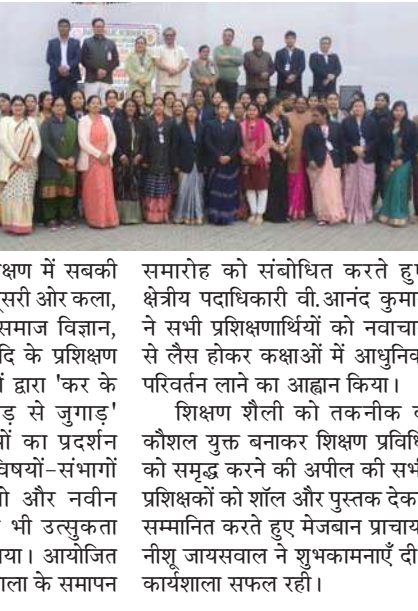 क्षण में सबकी
सरी ओर कला,
समाज विज्ञान,
दि के प्रशिक्षण
द्वारा 'कर के
ड़ से जुगाड़'
का प्रदर्शन
विषयों-संभागों
और नवीन
भी उत्सुकता
या। आयोजित
ाला के समापन
समारोह को संबोधित करते हुए
क्षेत्रीय पदाधिकारी वी.आनंद कुमा
ने सभी प्रशिक्षणार्थियों को नवाचा
से लैस होकर कक्षाओं में आधुनिक
परिवर्तन लाने का आह्वान किया।
शिक्षण शैली को तकनीक व
कौशल युक्त बनाकर शिक्षण प्रविधि
को समृद्ध करने की अपील की सभी
प्रशिक्षकों को शॉल और पुस्तक देक
सम्मानित करते हुए मेजबान प्राचाय
नीशू जायसवाल ने शुभकामनाएँ दी
कार्यशाला सफल रही।